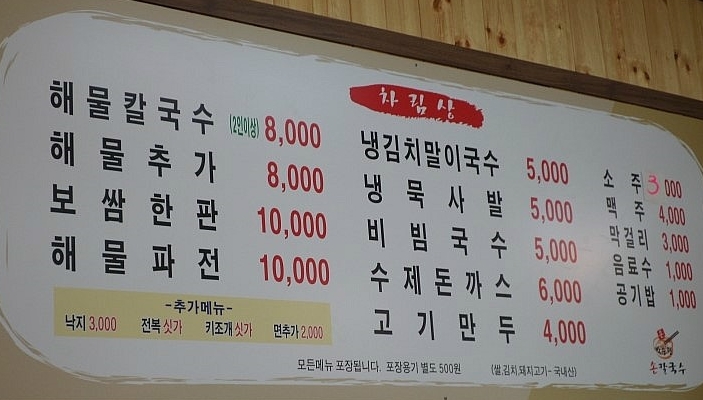 차림상
해물칼국수 (2인이상) 8,000
해물추가 8,000
보쌈한판 10,000
해물파전 10,000
-추가메뉴-
낙지 3,000 전복 싯가 키조개 싯가 면추가 2,000
냉김치말이국수 5,000
냉묵사발 5,000
비빔국수 5,000
수제돈까스 6,000
고기만두 4,000
소주 3 000
맥주 4,000
막걸리 3,000
음료수 1,000
공기밥 1,000
모든메뉴 포장됩니다. 포장용기 별도 500원 (쌀,김치,돼지고기- 국내산)
손칼국수